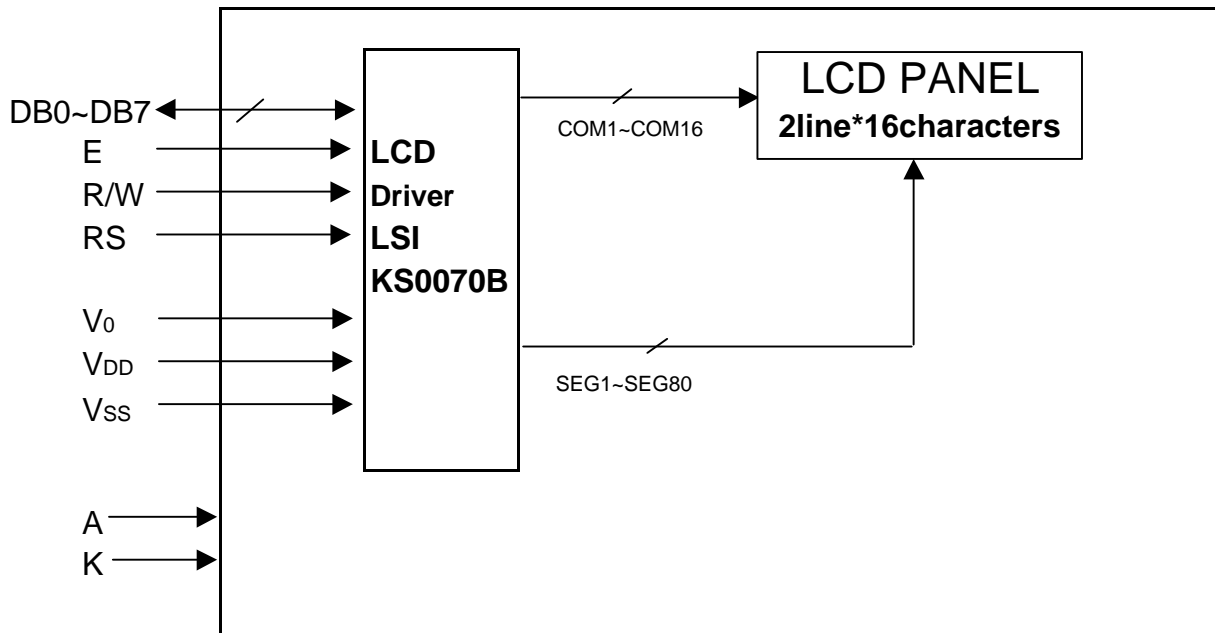 DB0~DB7
E
R/W
RS
V0
VDD
VSS
A
K
LCD
Driver
LSI
KS0070B
COM1~COM16
SEG1~SEG80
LCD PANEL
2line*16characters